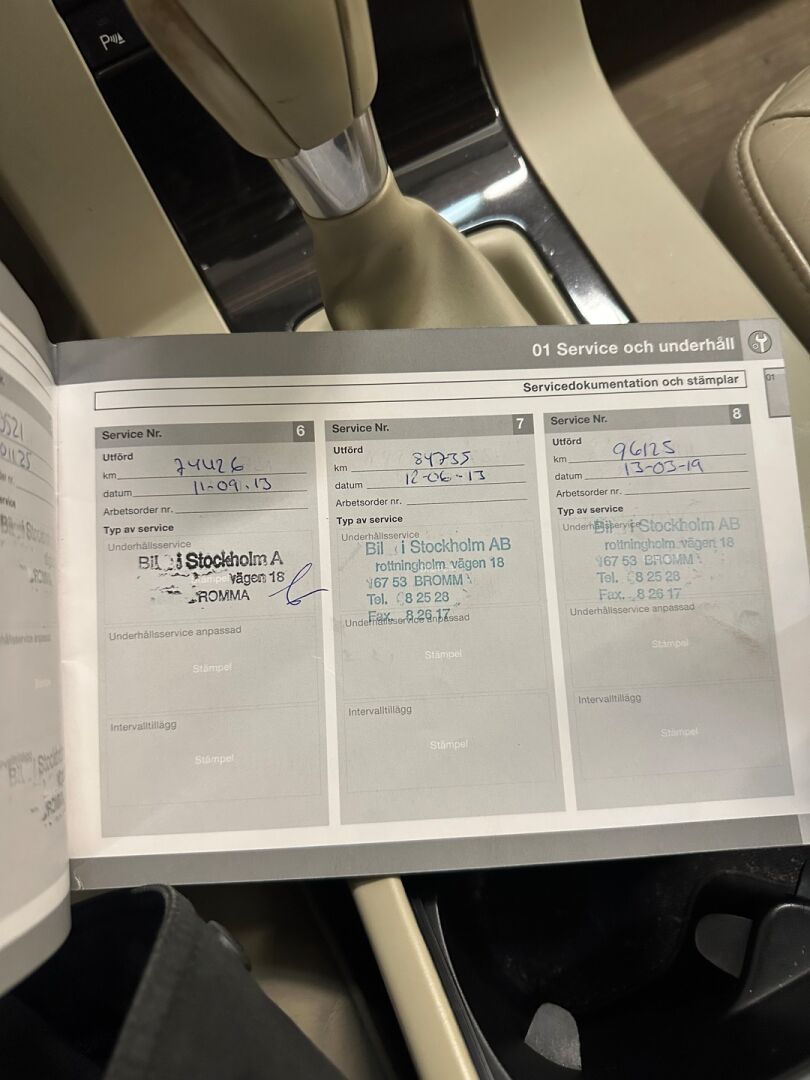 01 Service och underhåll
01
Servicedokumentation och stämplar
Service Nr. 6
Utförd
km 74426
datum 11-09-13
Arbetsorder nr.
Typ av service
Underhållsservice
Bil i Stockholm A
Stämpel vägen 18
ROMMA
Underhållsservice anpassad
Stämpel
Intervalltillägg
Stämpel
Service Nr. 7
Utförd
km 84735
datum 12-06-13
Arbetsorder nr.
Typ av service
Underhållsservice
Bil i Stockholm AB
rottningholm vägen 18
167 53 BROMM
Tel. 8 25 28
Fax. 8 26 17
Underhållsservice anpassad
Stämpel
Intervalltillägg
Stämpel
Service Nr. 8
Utförd
km 96125
datum 13-03-19
Arbetsorder nr.
Typ av service
Underhållsservice
Bil i Stockholm AB
rottningholm vägen 18
167 53 BROMM
Tel. 8 25 28
Fax. 8 26 17
Underhållsservice anpassad
Stämpel
Intervalltillägg
Stämpel